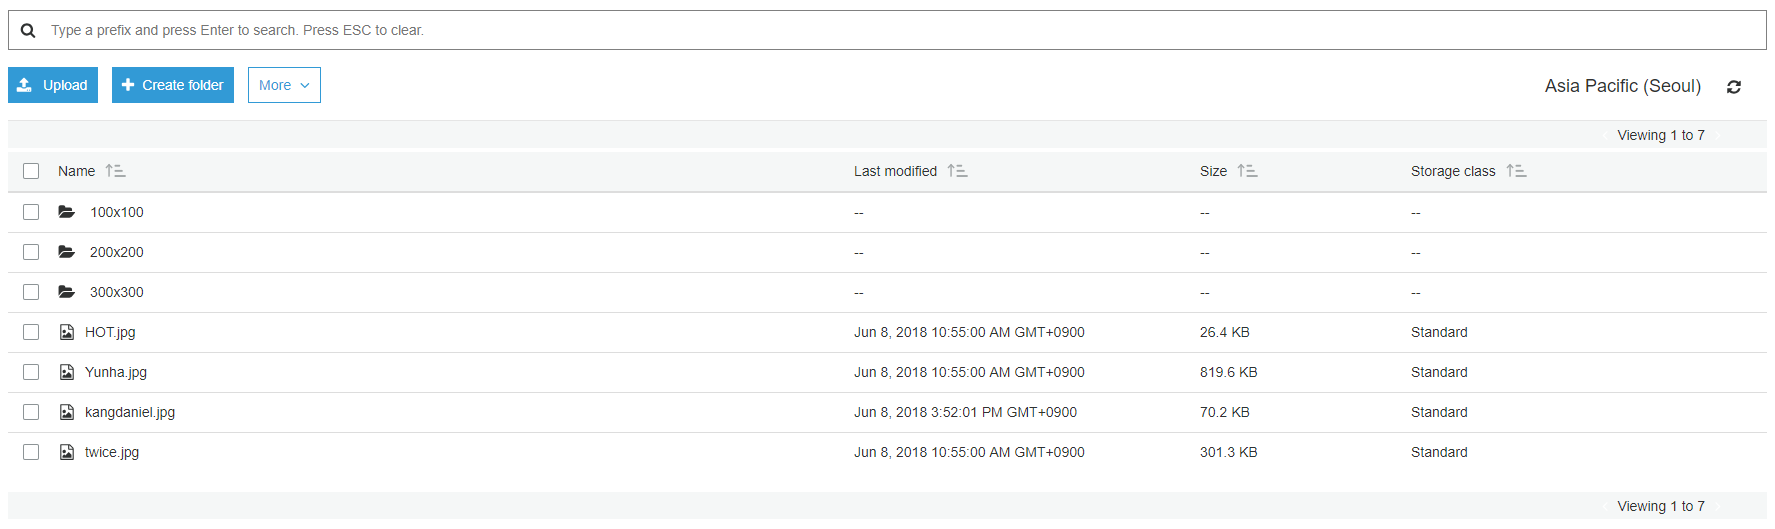 Type a prefix and press Enter to search. Press ESC to clear.
Upload Create folder More Asia Pacific (Seoul)
Viewing 1 to 7
Name Last modified Size Storage class
100x100 -- -- --
200x200 -- -- --
300x300 -- -- --
HOT.jpg Jun 8, 2018 10:55:00 AM GMT+0900 26.4 KB Standard
Yunha.jpg Jun 8, 2018 10:55:00 AM GMT+0900 819.6 KB Standard
kangdaniel.jpg Jun 8, 2018 3:52:01 PM GMT+0900 70.2 KB Standard
twice.jpg Jun 8, 2018 10:55:00 AM GMT+0900 301.3 KB Standard
Viewing 1 to 7